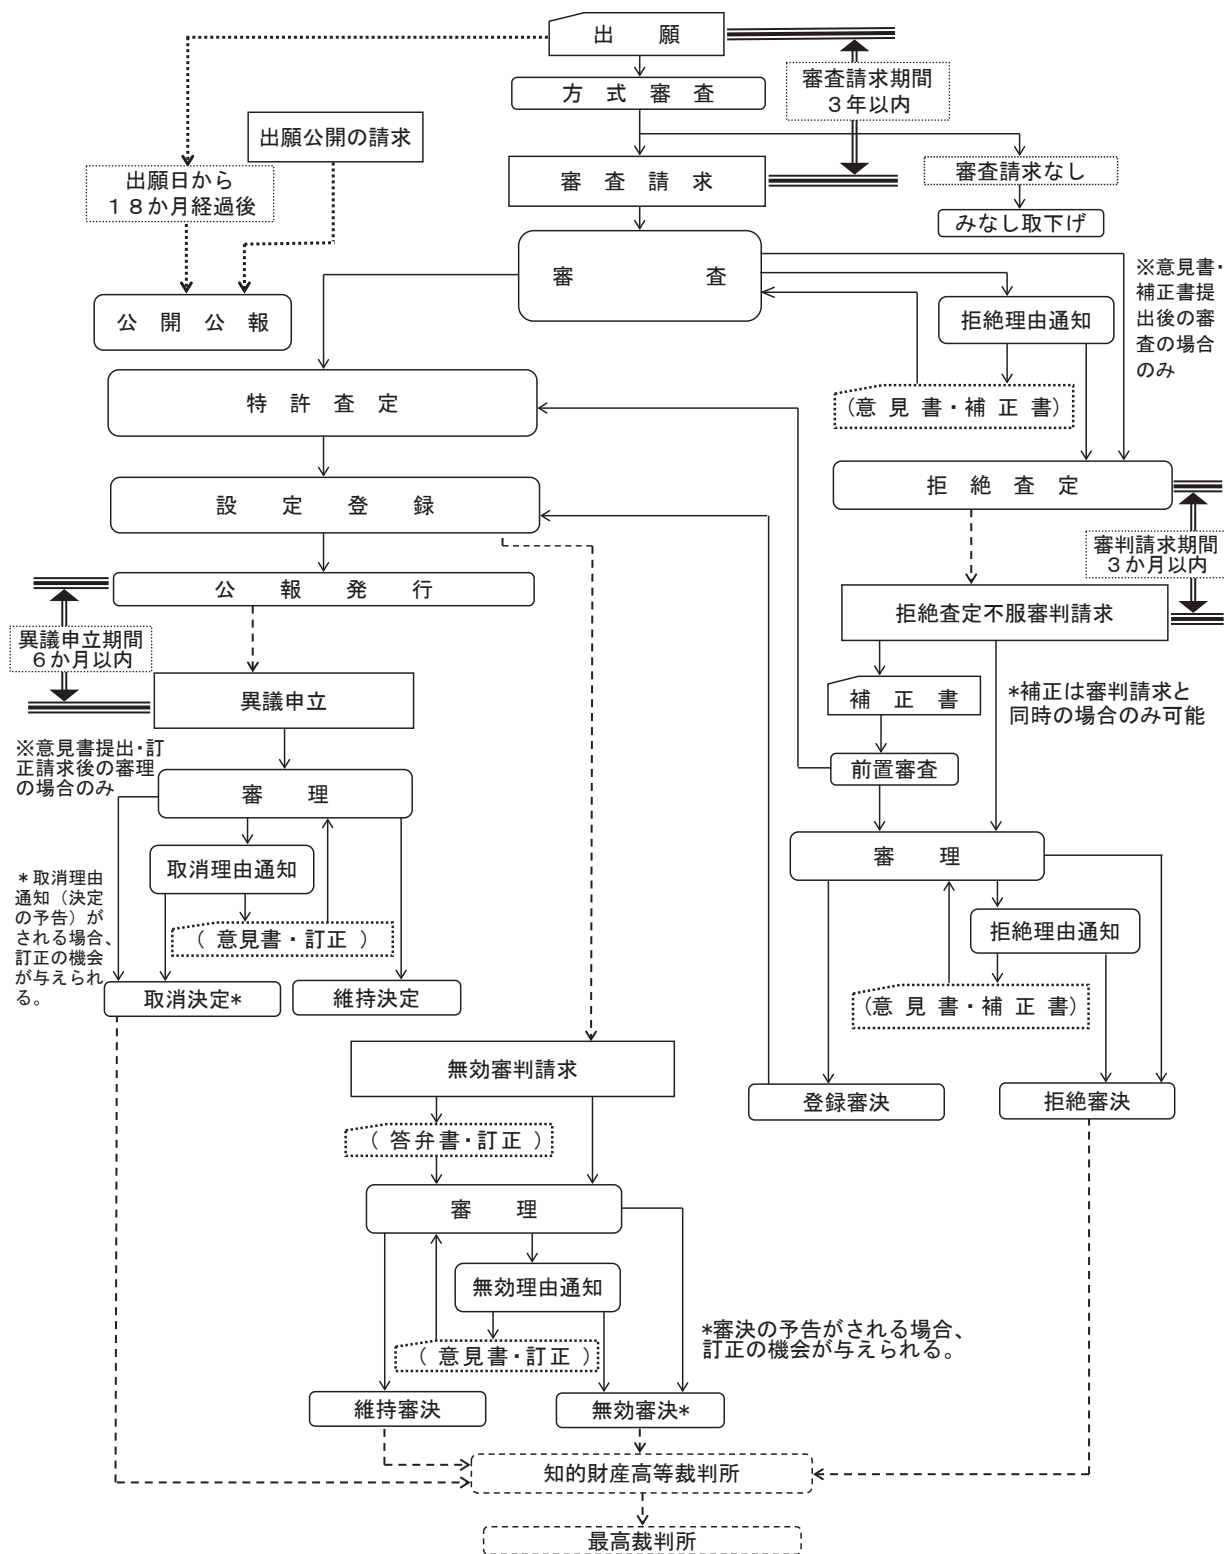 出　願
審査請求期間
３年以内
方　式　審　査
出願公開の請求
出願日から
１８か月経過後
審　査　請　求
審査請求なし
みなし取下げ
審　査
公　開　公　報
※意見書・
補正書提
出後の審
査の場合
のみ
拒絶理由通知
(意　見　書・補　正　書)
特　許　査　定
拒　絶　査　定
設　定　登　録
審判請求期間
３か月以内
公　報　発　行
拒絶査定不服審判請求
異議申立期間
６か月以内
異議申立
補　正　書
*補正は審判請求と
同時の場合のみ可能
※意見書提出・訂
正請求後の審理
の場合のみ
前置審査
審　理
審　理
取消理由通知
＊取消理由
通知（決定
の予告）が
される場合、
訂正の機会
が与えられ
る。
（ 意見書・訂正 ）
拒絶理由通知
(意　見　書・補　正　書)
取消決定*
維持決定
無効審判請求
登録審決
拒絶審決
（ 答弁書・訂正 ）
審　理
無効理由通知
（ 意見書・訂正 ）
*審決の予告がされる場合、
訂正の機会が与えられる。
維持審決
無効審決*
知的財産高等裁判所
最高裁判所